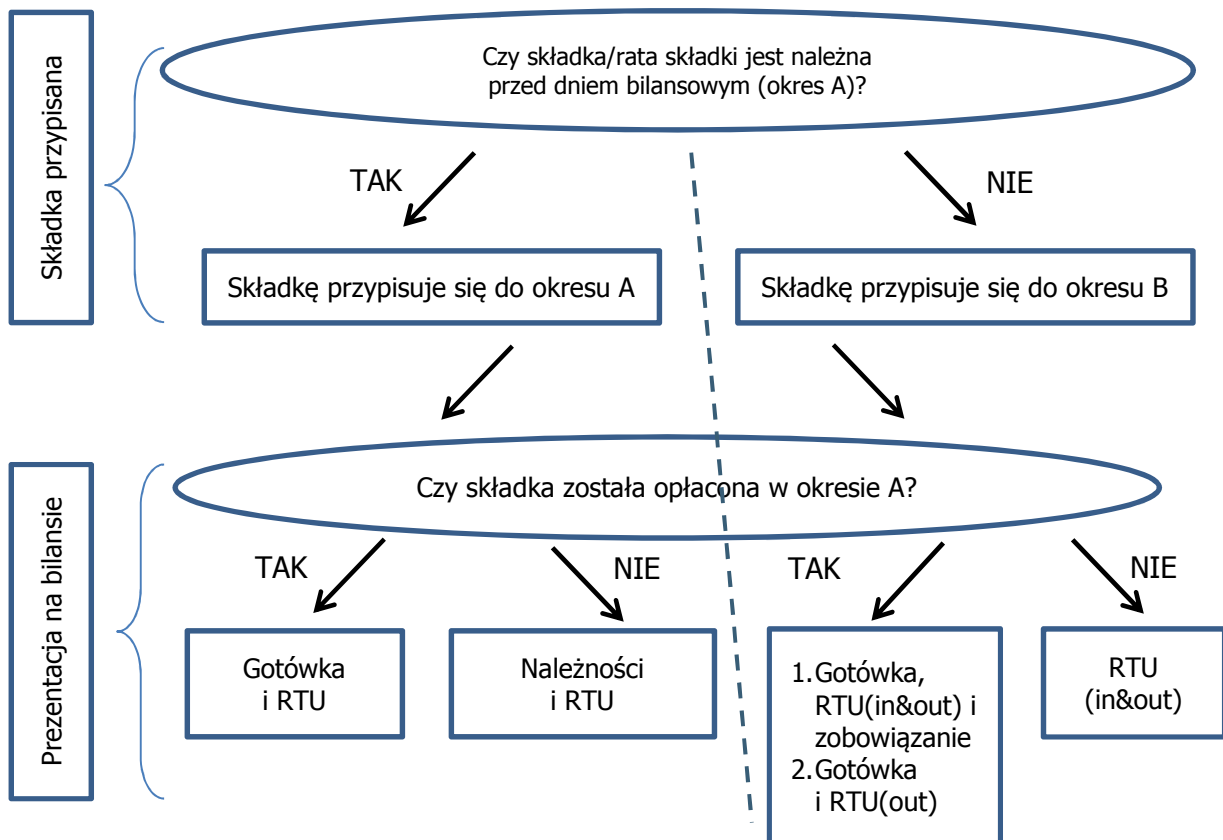 Składka przypisana
Czy składka/rata składki jest należna
przed dniem bilansowym (okres A)?
TAK
NIE
Składkę przypisuje się do okresu A
Składkę przypisuje się do okresu B
Prezentacja na bilansie
Czy składka została opłacona w okresie A?
TAK
NIE
TAK
NIE
Gotówka
i RTU
Należności
i RTU
1. Gotówka,
RTU(in&out) i
zobowiązanie
2. Gotówka
i RTU(out)
RTU
(in&out)